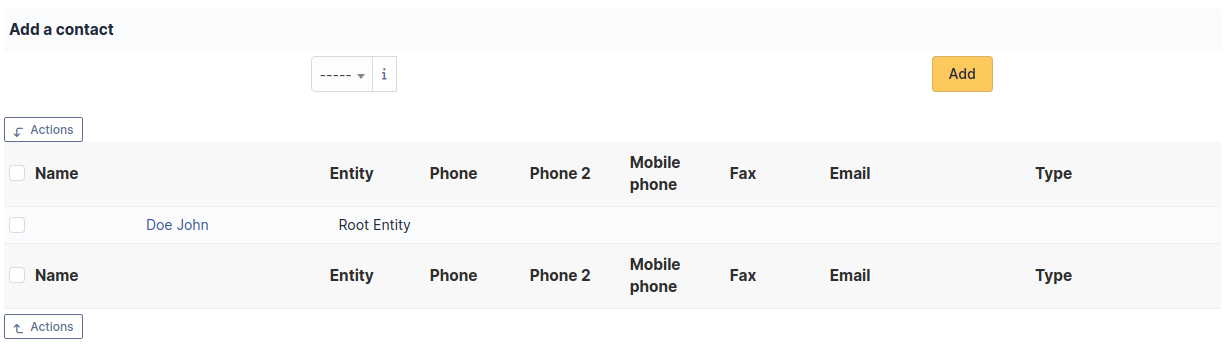 Add a contact
----- i Add
Actions
Name Entity Phone Phone 2 Mobile phone Fax Email Type
Doe John Root Entity
Name Entity Phone Phone 2 Mobile phone Fax Email Type
Actions